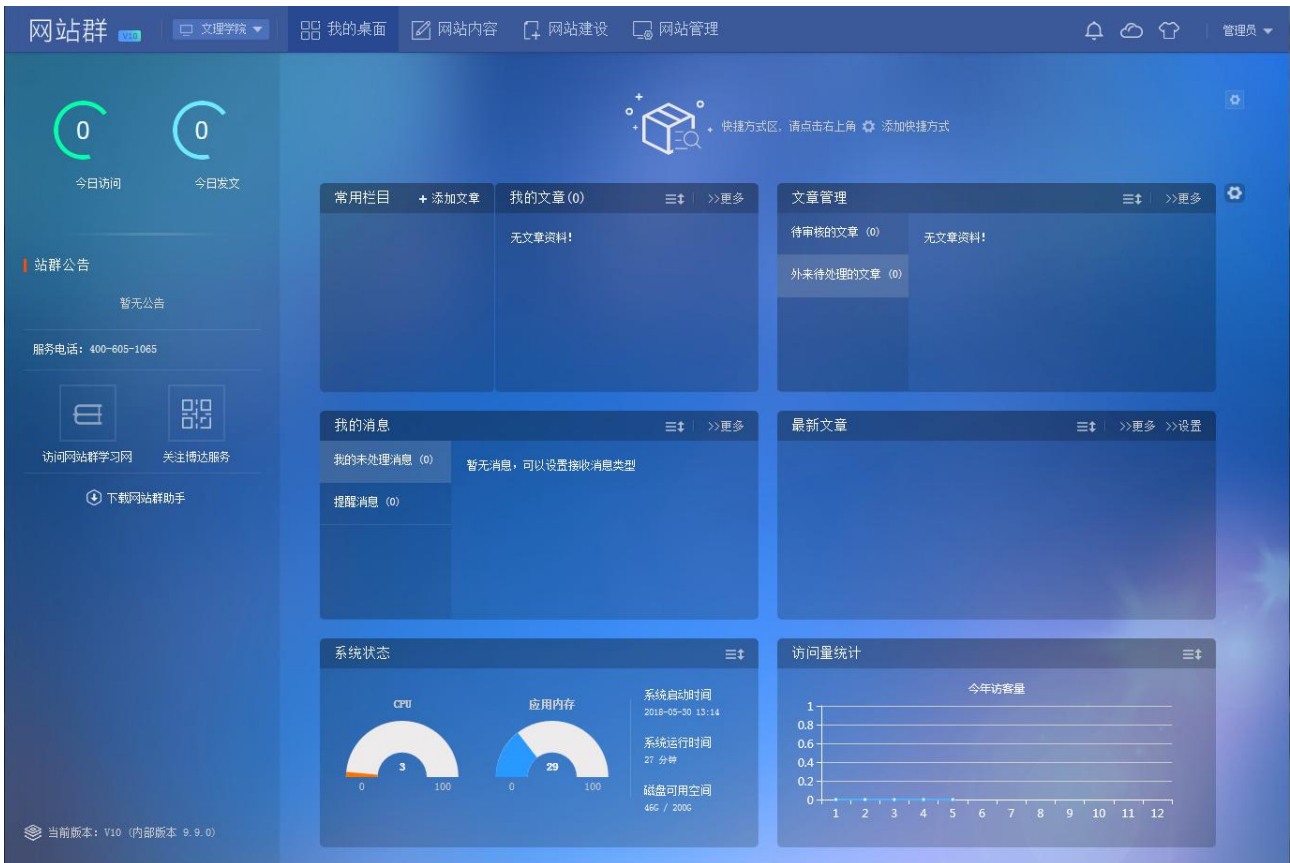 网站群 V10 文理学院 我的桌面 网站内容 网站建设 网站管理 管理员
0 0
今日访问 今日发文
快捷方式区, 请点击右上角 添加快捷方式
站群公告
暂无公告
服务电话: 400-605-1065
访问网站群学习网 关注博达服务
下载网站群助手
当前版本: V10 (内部版本 9.9.0)
常用栏目 + 添加文章
我的文章(0) >>更多
无文章资料!
文章管理 >>更多
待审核的文章 (0)
外来待处理的文章 (0)
无文章资料!
我的消息 >>更多
我的未处理消息 (0)
提醒消息 (0)
暂无消息，可以设置接收消息类型
最新文章 >>更多 >>设置
系统状态
CPU
3
0 100
应用内存
29
0 100
系统启动时间
2018-05-30 13:14
系统运行时间
27 分钟
磁盘可用空间
46G / 200G
访问量统计
今年访客量
1
0.8
0.6
0.4
0.2
0
1 2 3 4 5 6 7 8 9 10 11 12